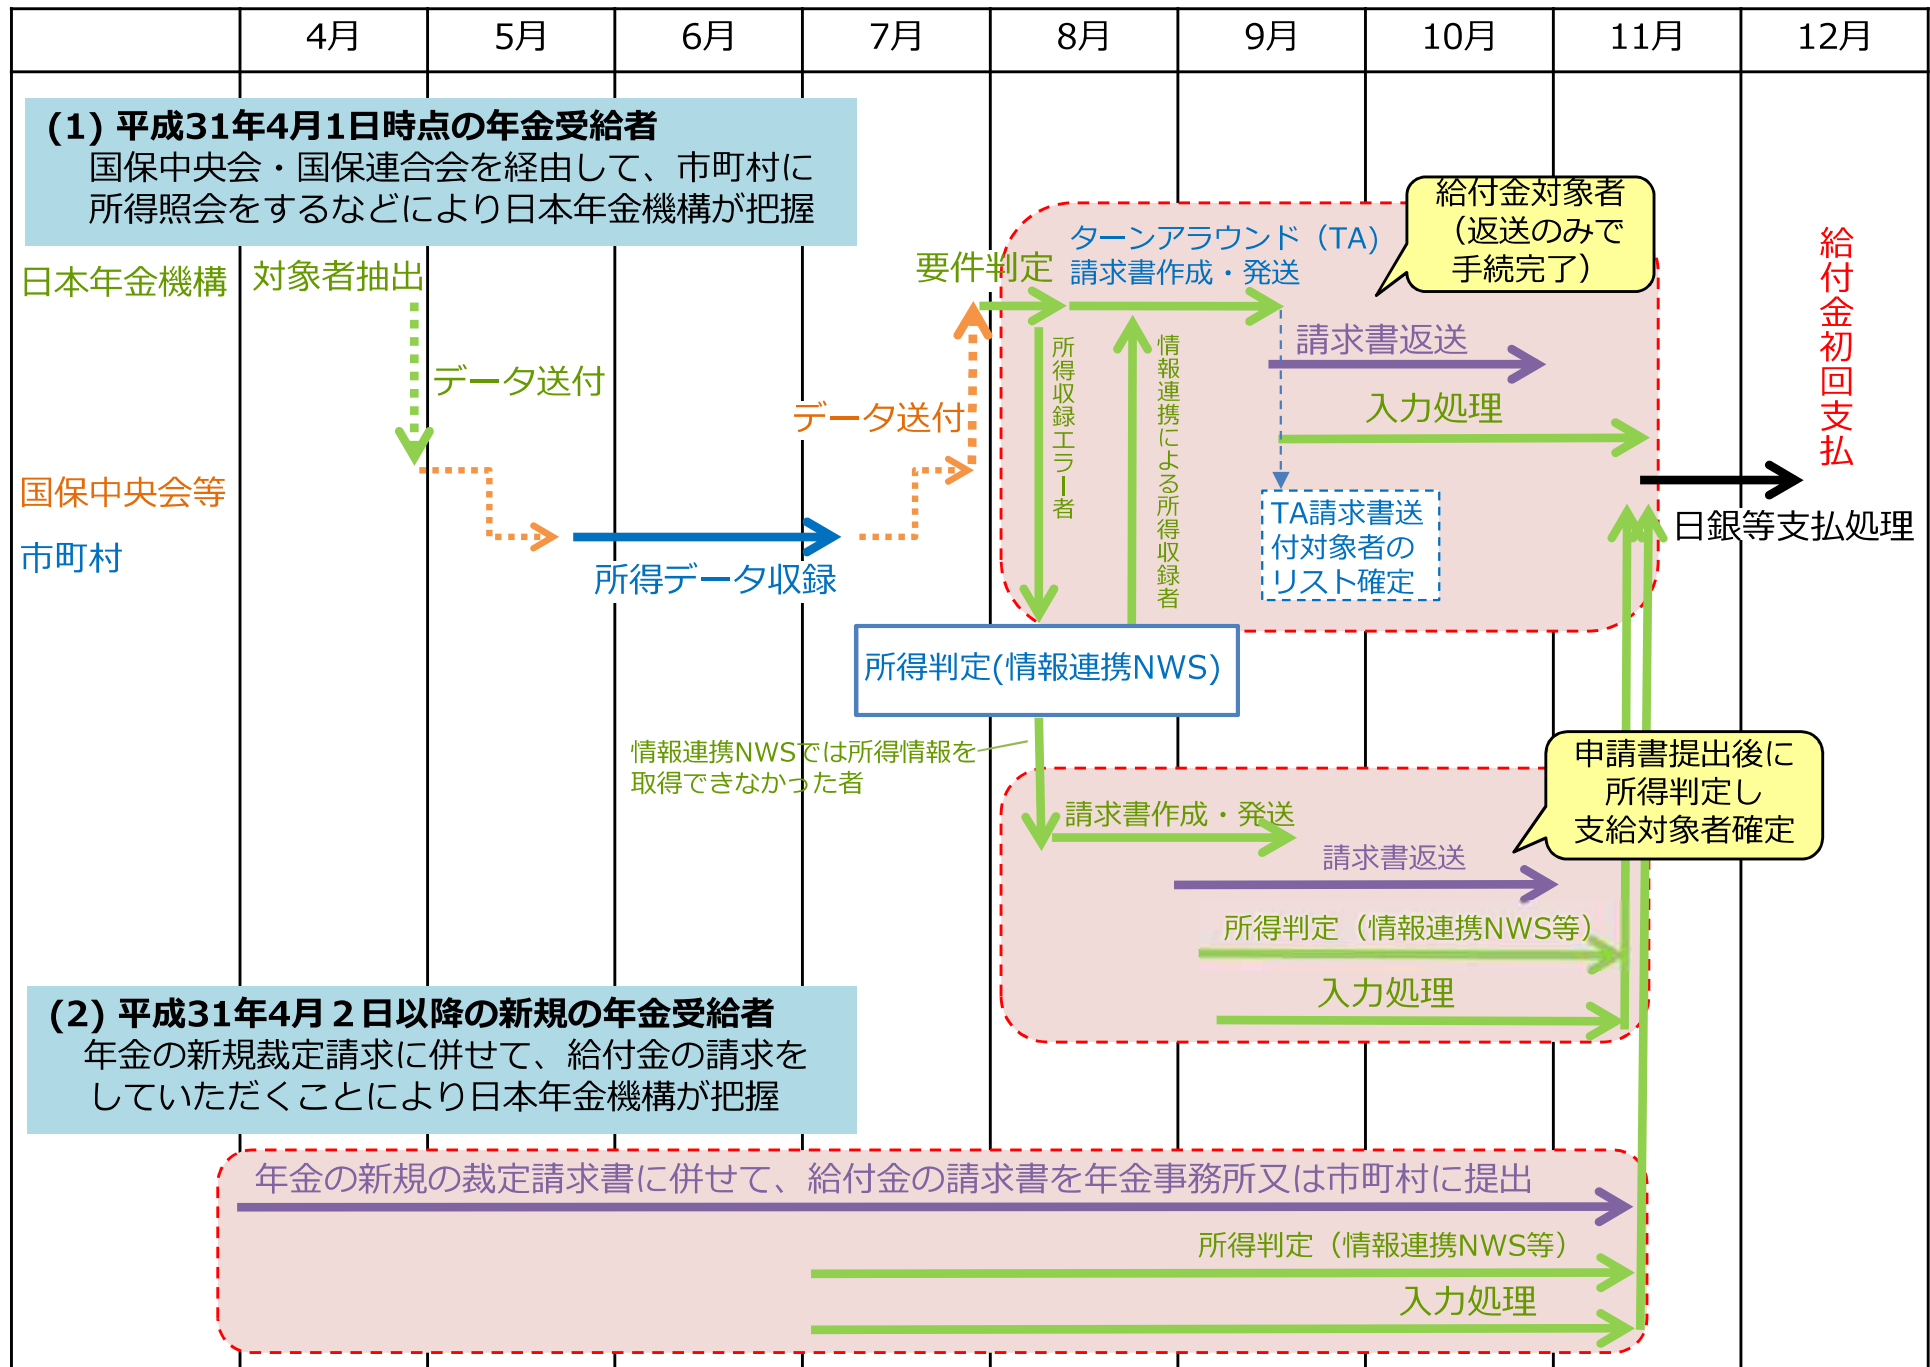 4月 5月 6月 7月 8月 9月 10月 11月 12月
(1) 平成31年4月1日時点の年金受給者
国保中央会・国保連合会を経由して、市町村に
所得照会をするなどにより日本年金機構が把握
給付金対象者
（返送のみで
手続完了）
ターンアラウンド（TA）
請求書作成・発送
給付金初回支払
日本年金機構
対象者抽出
要件判定
データ送付
データ送付
所得収録エラー者
情報連携による所得収録者
請求書返送
入力処理
国保中央会等
市町村
所得データ収録
TA請求書送
付対象者の
リスト確定
日銀等支払処理
所得判定(情報連携NWS)
情報連携NWSでは所得情報を
取得できなかった者
申請書提出後に
所得判定し
支給対象者確定
請求書作成・発送
請求書返送
所得判定（情報連携NWS等）
入力処理
(2) 平成31年4月２日以降の新規の年金受給者
年金の新規裁定請求に併せて、給付金の請求を
していただくことにより日本年金機構が把握
年金の新規の裁定請求書に併せて、給付金の請求書を年金事務所又は市町村に提出
所得判定（情報連携NWS等）
入力処理